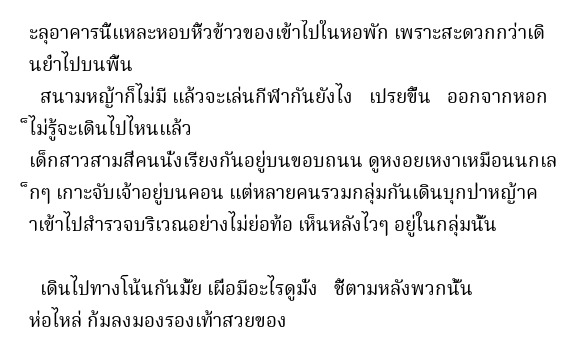 ะลุอาคารนี้แหละหอบหิ้วข้าวของเข้าไปในหอพัก เพราะสะดวกกว่าเดิ
นย่ำไปบนพื้น
สนามหญ้าก็ไม่มี แล้วจะเล่นกีฬากันยังไง   เปรยขึ้น   ออกจากหอก
็ไม่รู้จะเดินไปไหนแล้ว
เด็กสาวสามสี่คนนั่งเรียงกันอยู่บนขอบถนน ดูหงอยเหงาเหมือนนกเล
็กๆ เกาะจับเจ้าอยู่บนคอน แต่หลายคนรวมกลุ่มกันเดินบุกป่าหญ้าค
าเข้าไปสำรวจบริเวณอย่างไม่ย่อท้อ เห็นหลังไวๆ อยู่ในกลุ่มนั้น
เดินไปทางโน้นกันมั้ย เผื่อมีอะไรดูมั่ง   ชี้ตามหลังพวกนั้น
ห่อไหล่ ก้มลงมองรองเท้าสวยของ